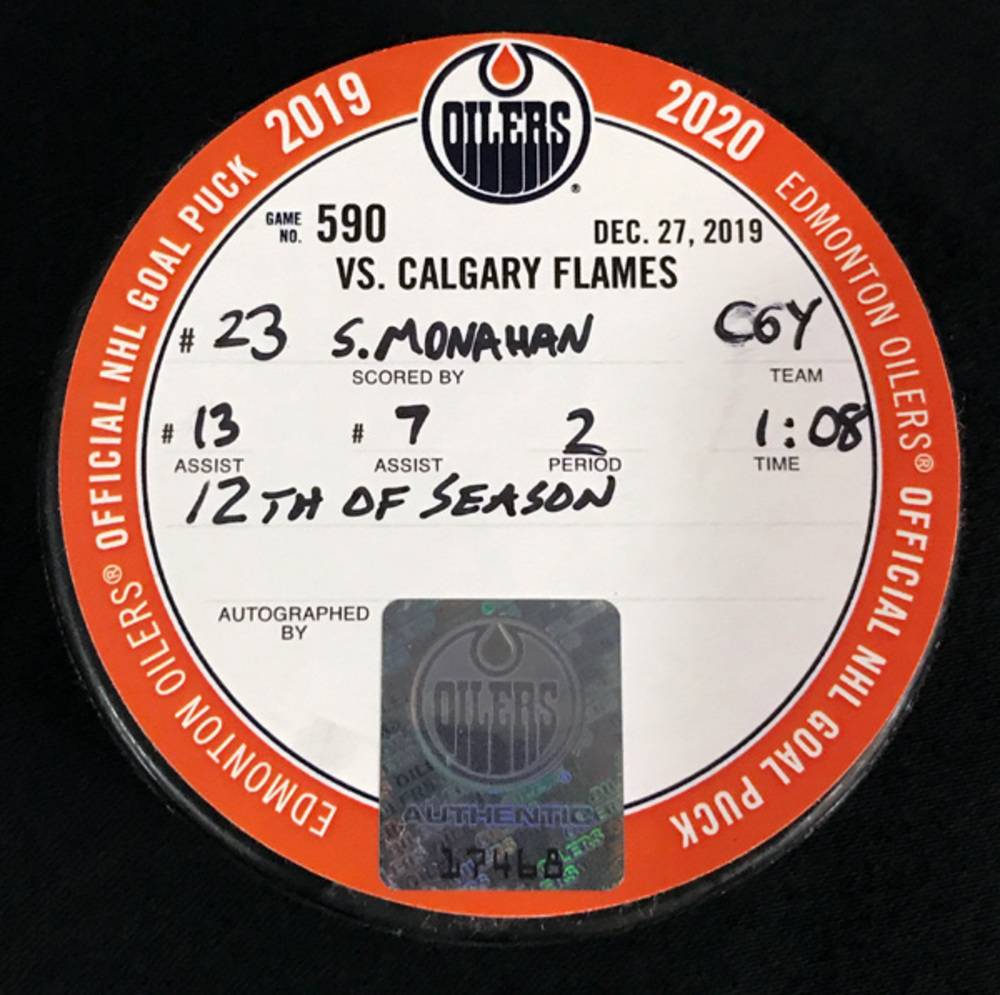 OILERS
EDMONTON OILERS® OFFICIAL NHL GOAL PUCK 2019
2020 EDMONTON OILERS® OFFICIAL NHL GOAL PUCK
GAME NO. 590
DEC. 27, 2019
VS. CALGARY FLAMES
# 23 S. MONAHAN CGY
SCORED BY TEAM
# 13 # 7 2 1:08
ASSIST ASSIST PERIOD TIME
12TH OF SEASON
AUTOGRAPHED
BY
OILERS
AUTHENTIC
17468